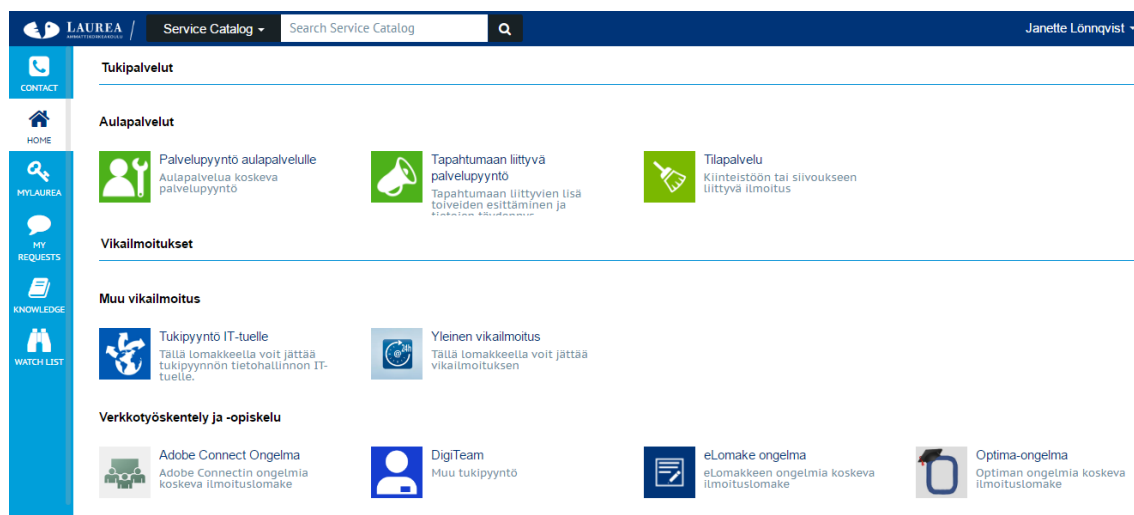 LAUREA
AMMATTIKORKEAKOULU
Service Catalog
Search Service Catalog
Janette Lönnqvist
CONTACT
HOME
MYLAUREA
MY
REQUESTS
KNOWLEDGE
WATCH LIST
Tukipalvelut
Aulapalvelut
Palvelupyyntö aulapalvelulle
Aulapalvelua koskeva
palvelupyyntö
Tapahtumaan liittyvä
palvelupyyntö
Tapahtumaan liittyvien lisä
toiveiden esittäminen ja
tietojen täydennys
Tilapalvelu
Kiinteistöön tai siivoukseen
liittyvä ilmoitus
Vikailmoitukset
Muu vikailmoitus
Tukipyyntö IT-tuelle
Tällä lomakkeella voit jättää
tukipyynnön tietohallinnon IT-
tuelle.
@
24h
Yleinen vikailmoitus
Tällä lomakkeella voit jättää
vikailmoituksen
Verkkotyöskentely ja -opiskelu
Adobe Connect Ongelma
Adobe Connectin ongelmia
koskeva ilmoituslomake
DigiTeam
Muu tukipyyntö
eLomake ongelma
eLomakkeen ongelmia koskeva
ilmoituslomake
Optima-ongelma
Optiman ongelmia koskeva
ilmoituslomake